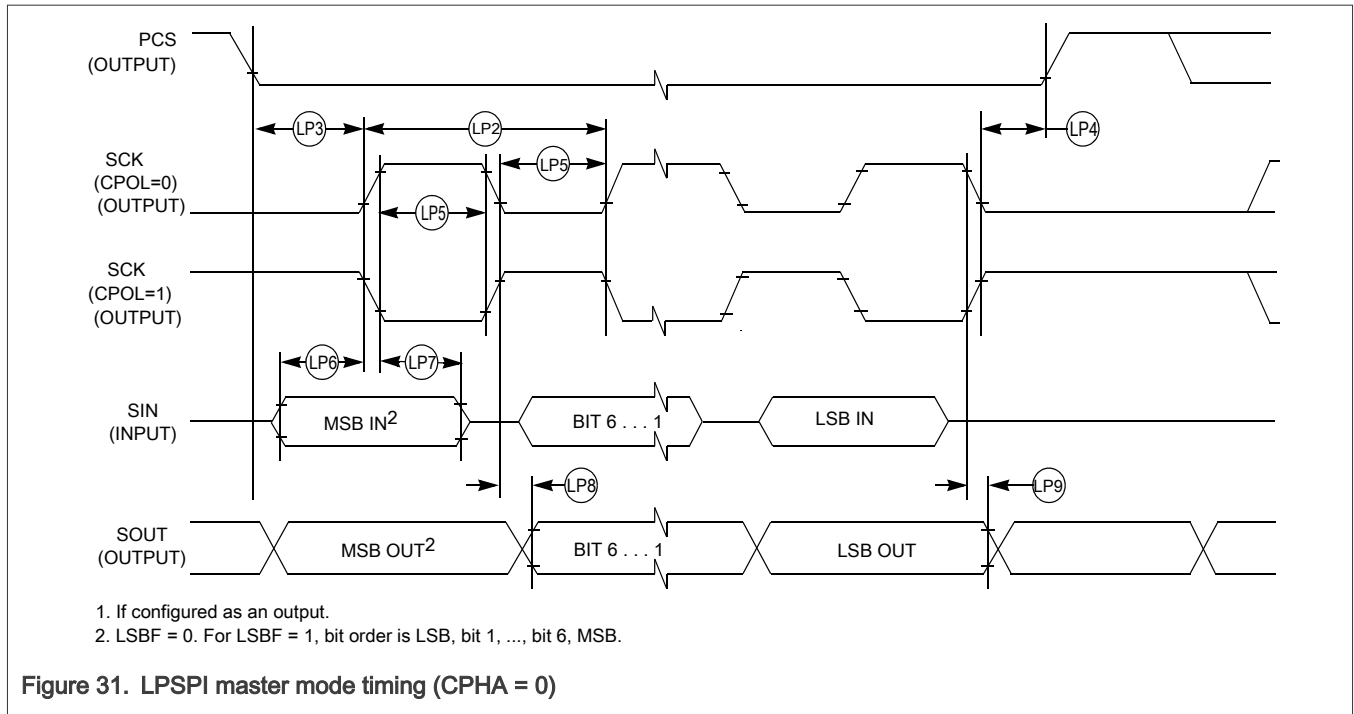 PCS
(OUTPUT)
LP3
LP2
LP4
SCK
(CPOL=0)
(OUTPUT)
LP5
LP5
SCK
(CPOL=1)
(OUTPUT)
LP6
LP7
SIN
(INPUT)
MSB IN2
BIT 6 . . . 1
LSB IN
LP8
LP9
SOUT
(OUTPUT)
MSB OUT2
BIT 6 . . . 1
LSB OUT
1. If configured as an output.
2. LSBF = 0. For LSBF = 1, bit order is LSB, bit 1, ..., bit 6, MSB.
Figure 31. LPSPI master mode timing (CPHA = 0)